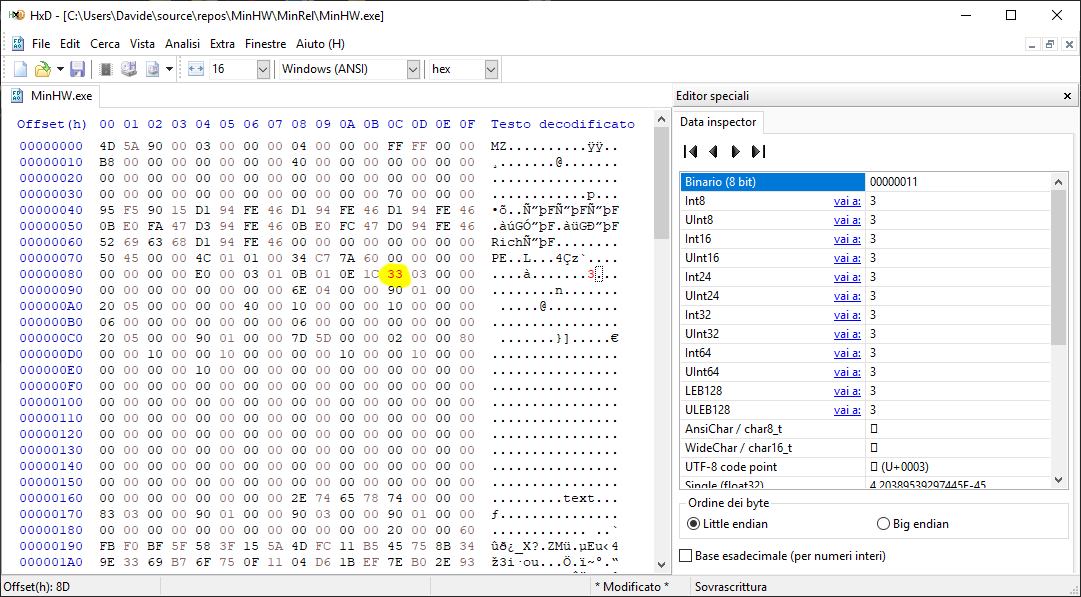 HxD - [C:\Users\Davide\source\repos\MinHW\MinRel\MinHW.exe]
File Edit Cerca Vista Analisi Extra Finestre Aiuto (H)
16 Windows (ANSI) hex
MinHW.exe
Offset(h) 00 01 02 03 04 05 06 07 08 09 0A 0B 0C 0D 0E 0F Testo decodificato
00000000 4D 5A 90 00 03 00 00 00 04 00 00 00 FF FF 00 00 MZ..........ÿÿ..
00000010 B8 00 00 00 00 00 00 00 40 00 00 00 00 00 00 00 ¸.......@.......
00000020 00 00 00 00 00 00 00 00 00 00 00 00 00 00 00 00 ................
00000030 00 00 00 00 00 00 00 00 00 00 00 00 70 00 00 00 ............p...
00000040 95 F5 90 15 D1 94 FE 46 D1 94 FE 46 D1 94 FE 46 •õ..Ñ”þFÑ”þFÑ”þF
00000050 0B E0 FA 47 D3 94 FE 46 0B E0 FC 47 D0 94 FE 46 .àúGÓ”þF.àüGÐ”þF
00000060 52 69 63 68 D1 94 FE 46 00 00 00 00 00 00 00 00 RichÑ”þF........
00000070 50 45 00 00 4C 01 01 00 34 C7 7A 60 00 00 00 00 PE..L...4Çz`....
00000080 00 00 00 00 E0 00 03 01 0B 01 0E 1C 33 03 00 00 ....à.......3...
00000090 00 00 00 00 00 00 00 00 6E 04 00 00 90 01 00 00 ........n.......
000000A0 20 05 00 00 00 00 40 00 10 00 00 00 10 00 00 00  .....@.........
000000B0 06 00 00 00 00 00 00 00 06 00 00 00 00 00 00 00 ................
000000C0 20 05 00 00 90 01 00 00 7D 5D 00 00 02 00 00 80  .......}].....€
000000D0 00 00 10 00 00 10 00 00 00 00 10 00 00 10 00 00 ................
000000E0 00 00 00 00 10 00 00 00 00 00 00 00 00 00 00 00 ................
000000F0 00 00 00 00 00 00 00 00 00 00 00 00 00 00 00 00 ................
00000100 00 00 00 00 00 00 00 00 00 00 00 00 00 00 00 00 ................
00000110 00 00 00 00 00 00 00 00 00 00 00 00 00 00 00 00 ................
00000120 00 00 00 00 00 00 00 00 00 00 00 00 00 00 00 00 ................
00000130 00 00 00 00 00 00 00 00 00 00 00 00 00 00 00 00 ................
00000140 00 00 00 00 00 00 00 00 00 00 00 00 00 00 00 00 ................
00000150 00 00 00 00 00 00 00 00 00 00 00 00 00 00 00 00 ................
00000160 00 00 00 00 00 00 00 00 2E 74 65 78 74 00 00 00 .........text...
00000170 83 03 00 00 90 01 00 00 90 03 00 00 90 01 00 00 ƒ...............
00000180 00 00 00 00 00 00 00 00 00 00 00 00 20 00 00 60 ............ ..`
00000190 FB F0 BF 5F 58 3F 15 5A 4D FC 11 B5 45 75 8B 34 ûð¿_X?.ZMü.µEu‹4
000001A0 9E 33 69 B7 6F 75 0F 11 04 D6 1B EF 7E B0 2E 93 ž3i·ou...Ö.ï~°.“
Editor speciali
Data inspector
Binario (8 bit) 00000011
Int8 vai a: 3
UInt8 vai a: 3
Int16 vai a: 3
UInt16 vai a: 3
Int24 vai a: 3
UInt24 vai a: 3
Int32 vai a: 3
UInt32 vai a: 3
Int64 vai a: 3
UInt64 vai a: 3
LEB128 vai a: 3
ULEB128 vai a: 3
AnsiChar / char8_t
WideChar / char16_t
UTF-8 code point (U+0003)
Single (float32) 4,20389539297445E-45
Ordine dei byte
Little endian Big endian
Base esadecimale (per numeri interi)
Offset(h): 8D * Modificato * Sovrascrittura